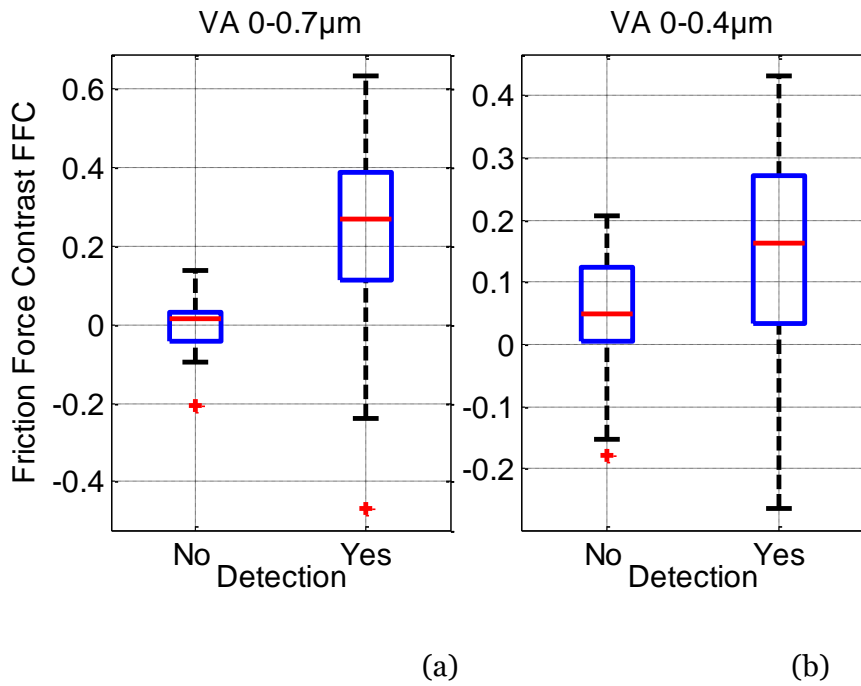 VA 0-0.7µm
VA 0-0.4µm
Friction Force Contrast FFC
0.6
0.4
0.2
0
-0.2
-0.4
0.4
0.3
0.2
0.1
0
-0.1
-0.2
No Yes
No Yes
Detection
Detection
(a)
(b)